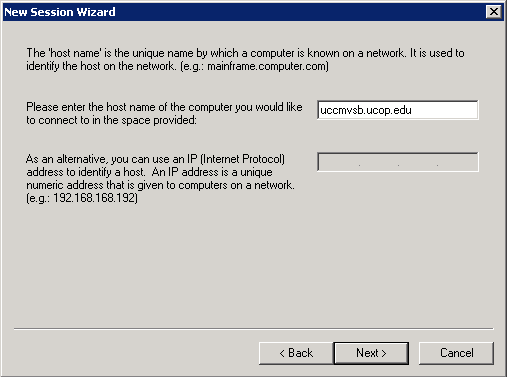 New Session Wizard
The 'host name' is the unique name by which a computer is known on a network. It is used to
identify the host on the network. (e.g.: mainframe.computer.com)
Please enter the host name of the computer you would like
to connect to in the space provided:
uccmvsb.ucop.edu
As an alternative, you can use an IP (Internet Protocol)
address to identify a host. An IP address is a unique
numeric address that is given to computers on a network.
(e.g.: 192.168.168.192)
. . .
< Back Next > Cancel